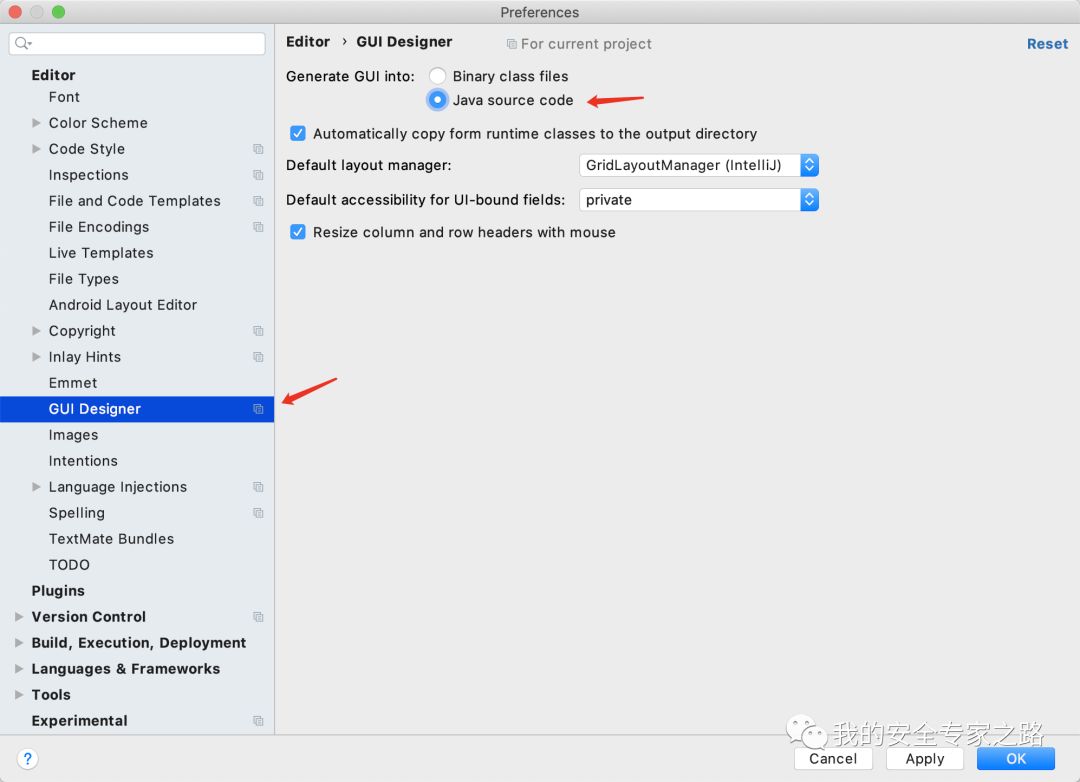 Preferences
Editor › GUI Designer
For current project
Reset
Editor
Font
Color Scheme
Code Style
Inspections
File and Code Templates
File Encodings
Live Templates
File Types
Android Layout Editor
Copyright
Inlay Hints
Emmet
GUI Designer
Images
Intentions
Language Injections
Spelling
TextMate Bundles
TODO
Plugins
Version Control
Build, Execution, Deployment
Languages & Frameworks
Tools
Experimental
Generate GUI into:
Binary class files
Java source code
Automatically copy form runtime classes to the output directory
Default layout manager:
GridLayoutManager (IntelliJ)
Default accessibility for UI-bound fields:
private
Resize column and row headers with mouse
我的安全专家之路
?
Cancel
Apply
OK